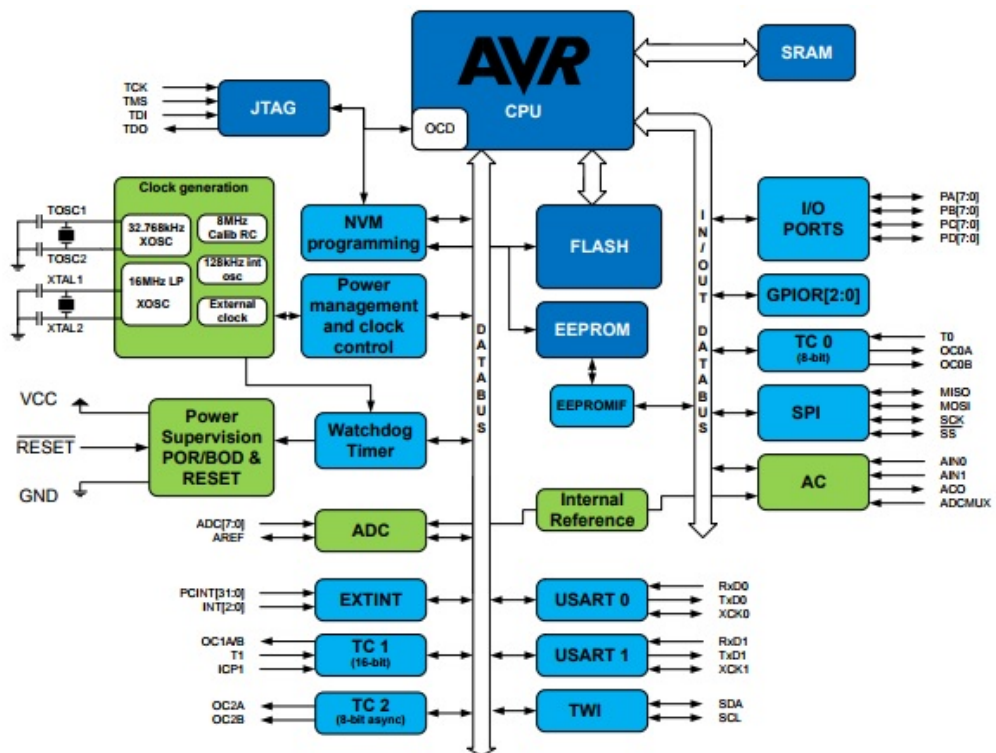 AVR
CPU
OCD
SRAM
TCK
TMS
TDI
TDO
JTAG
Clock generation
TOSC1
32.768kHz
XOSC
8MHz
Calib RC
TOSC2
128kHz int
osc
XTAL1
16MHz LP
XOSC
External
clock
XTAL2
NVM
programming
FLASH
Power
management
and clock
control
EEPROM
EEPROMIF
I/O
PORTS
PA[7:0]
PB[7:0]
PC[7:0]
PD[7:0]
GPIOR[2:0]
TC 0
(8-bit)
T0
OC0A
OC0B
SPI
MISO
MOSI
SCK
SS
AC
AIN0
AIN1
ACO
ADCMUX
IN/OUT DATABUS
DATABUS
VCC
RESET
GND
Power
Supervision
POR/BOD &
RESET
Watchdog
Timer
Internal
Reference
ADC[7:0]
AREF
ADC
PCINT[31:0]
INT[2:0]
EXTINT
USART 0
RxD0
TxD0
XCK0
OC1A/B
T1
ICP1
TC 1
(16-bit)
USART 1
RxD1
TxD1
XCK1
OC2A
OC2B
TC 2
(8-bit async)
TWI
SDA
SCL